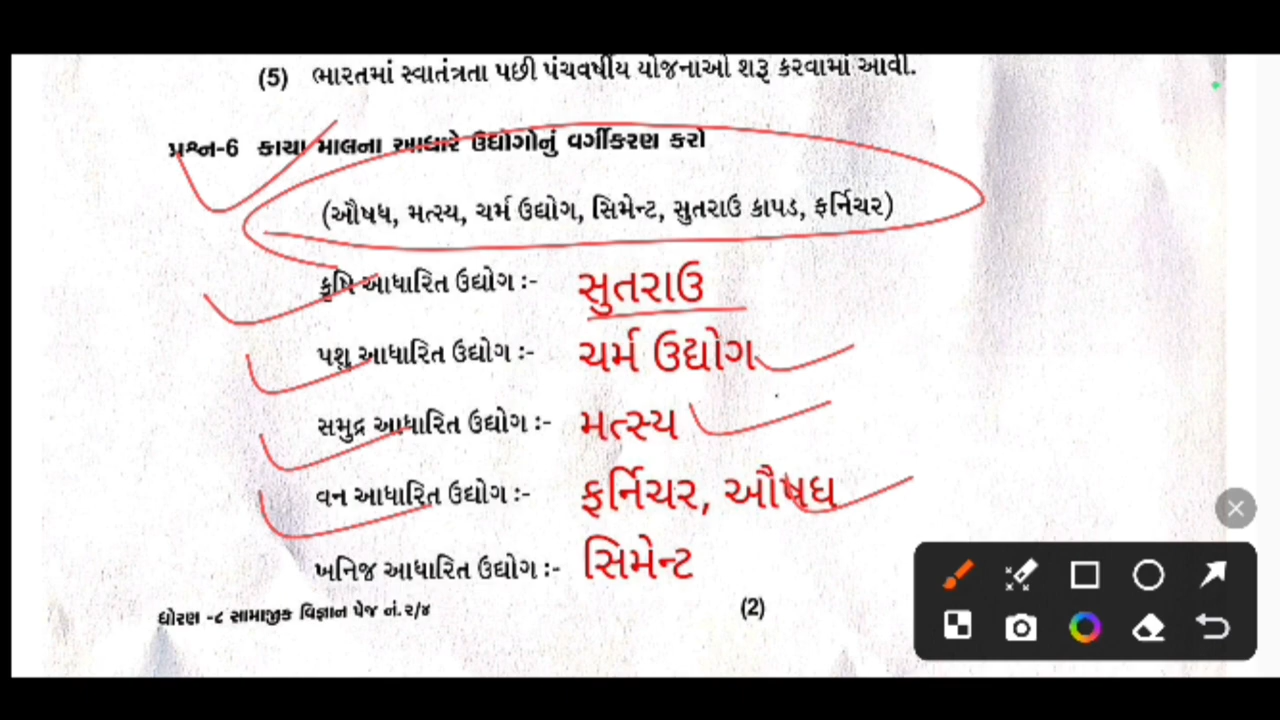 (5) ભારતમાં સ્વાતંત્રતા પછી પંચવર્ષીય યોજનાઓ શરૂ કરવામાં આવી.
પ્રશ્ન-6 કાચા માલના આધારે ઉદ્યોગોનું વર્ગીકરણ કરો
(ઔષધ, મત્સ્ય, ચર્મ ઉદ્યોગ, સિમેન્ટ, સુતરાઉ કાપડ, ફર્નિચર)
કૃષિ આધારિત ઉદ્યોગ :- સુતરાઉ
પશુ આધારિત ઉદ્યોગ :- ચર્મ ઉદ્યોગ
સમુદ્ર આધારિત ઉદ્યોગ :- મત્સ્ય
વન આધારિત ઉદ્યોગ :- ફર્નિચર, ઔષધ
ખનિજ આધારિત ઉદ્યોગ :- સિમેન્ટ
ધોરણ -૮ સામાજીક વિજ્ઞાન પેજ નં.૨/૪ (2)